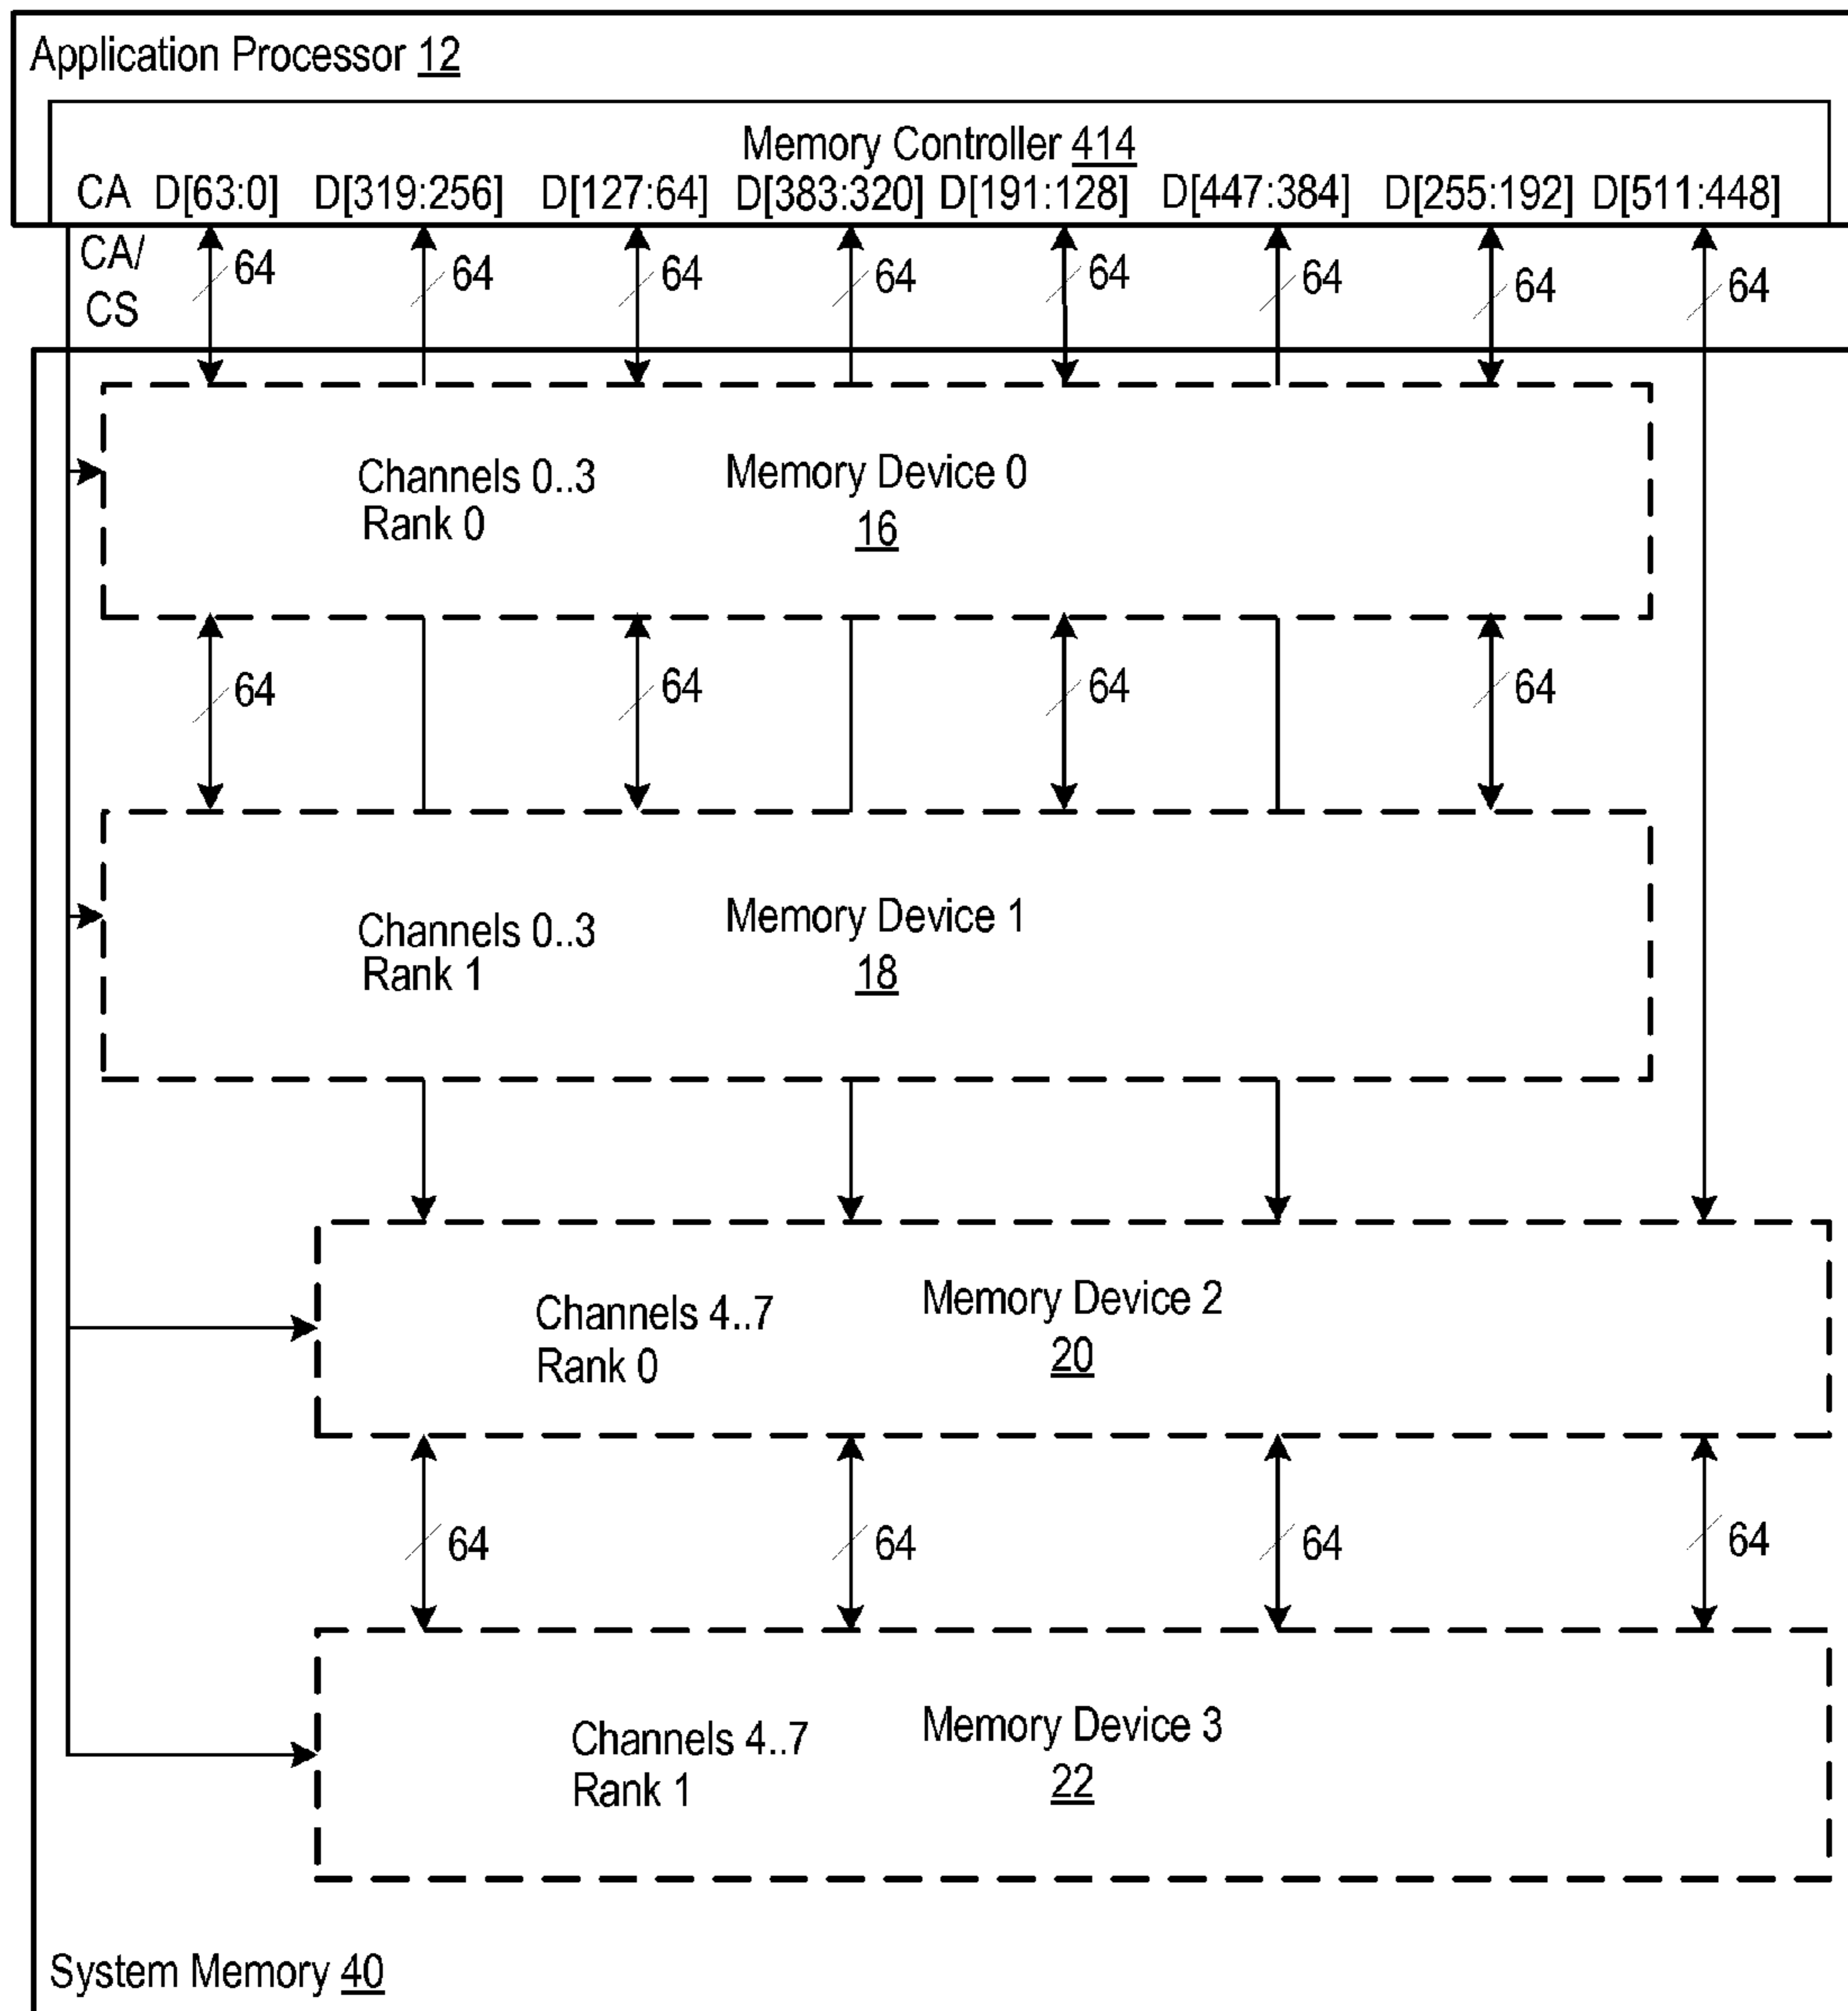 Application Processor 12
Memory Controller 414
CA D[63:0] D[319:256] D[127:64] D[383:320] D[191:128] D[447:384] D[255:192] D[511:448]
CA/
CS
64 64 64 64 64 64 64 64
Channels 0..3
Rank 0
Memory Device 0
16
64 64 64 64
Channels 0..3
Rank 1
Memory Device 1
18
Channels 4..7
Rank 0
Memory Device 2
20
64 64 64 64
Channels 4..7
Rank 1
Memory Device 3
22
System Memory 40